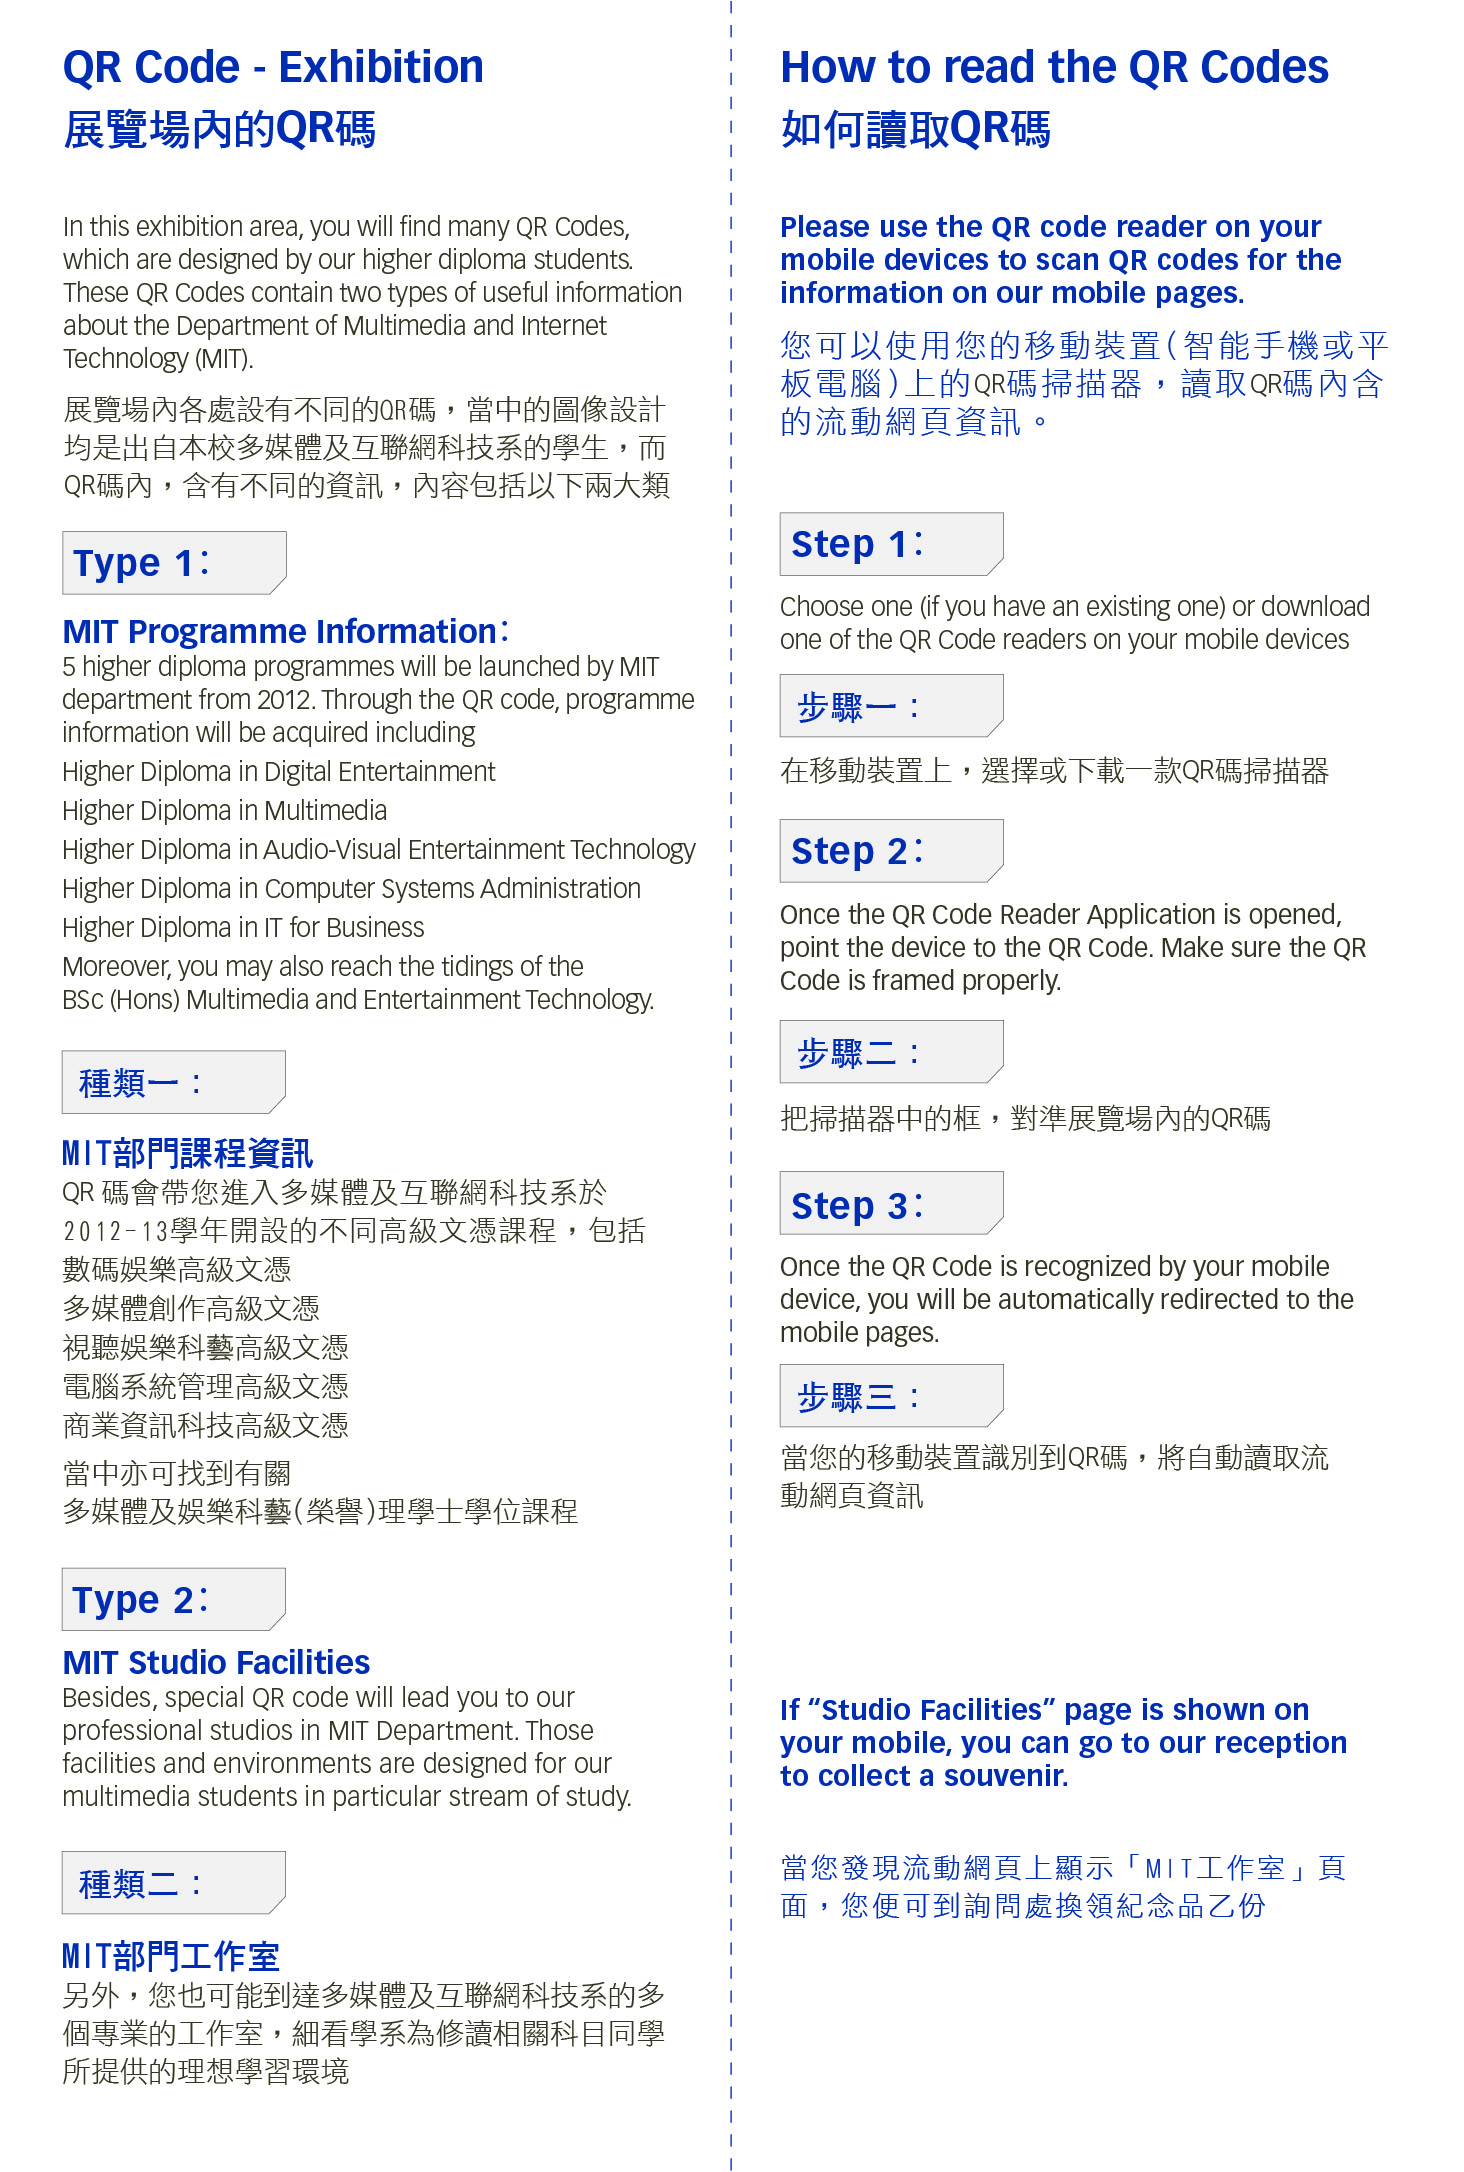 QR Code - Exhibition
展覽場內的QR碼
In this exhibition area, you will find many QR Codes,
which are designed by our higher diploma students.
These QR Codes contain two types of useful information
about the Department of Multimedia and Internet
Technology (MIT).
展覽場內各處設有不同的QR碼，當中的圖像設計
均是出自本校多媒體及互聯網科技系的學生，而
QR碼內，含有不同的資訊，內容包括以下兩大類
Type 1：
MIT Programme Information：
5 higher diploma programmes will be launched by MIT
department from 2012. Through the QR code, programme
information will be acquired including
Higher Diploma in Digital Entertainment
Higher Diploma in Multimedia
Higher Diploma in Audio-Visual Entertainment Technology
Higher Diploma in Computer Systems Administration
Higher Diploma in IT for Business
Moreover, you may also reach the tidings of the
BSc (Hons) Multimedia and Entertainment Technology.
種類一：
MIT部門課程資訊
QR 碼會帶您進入多媒體及互聯網科技系於
2012-13學年開設的不同高級文憑課程，包括
數碼娛樂高級文憑
多媒體創作高級文憑
視聽娛樂科藝高級文憑
電腦系統管理高級文憑
商業資訊科技高級文憑
當中亦可找到有關
多媒體及娛樂科藝(榮譽)理學士學位課程
Type 2：
MIT Studio Facilities
Besides, special QR code will lead you to our
professional studios in MIT Department. Those
facilities and environments are designed for our
multimedia students in particular stream of study.
種類二：
MIT部門工作室
另外，您也可能到達多媒體及互聯網科技系的多
個專業的工作室，細看學系為修讀相關科目同學
所提供的理想學習環境
How to read the QR Codes
如何讀取QR碼
Please use the QR code reader on your
mobile devices to scan QR codes for the
information on our mobile pages.
您可以使用您的移動裝置(智能手機或平
板電腦)上的QR碼掃描器，讀取QR碼內含
的流動網頁資訊。
Step 1：
Choose one (if you have an existing one) or download
one of the QR Code readers on your mobile devices
步驟一：
在移動裝置上，選擇或下載一款QR碼掃描器
Step 2：
Once the QR Code Reader Application is opened,
point the device to the QR Code. Make sure the QR
Code is framed properly.
步驟二：
把掃描器中的框，對準展覽場內的QR碼
Step 3：
Once the QR Code is recognized by your mobile
device, you will be automatically redirected to the
mobile pages.
步驟三：
當您的移動裝置識別到QR碼，將自動讀取流
動網頁資訊
If “Studio Facilities” page is shown on
your mobile, you can go to our reception
to collect a souvenir.
當您發現流動網頁上顯示「MIT工作室」頁
面，您便可到詢問處換領紀念品乙份